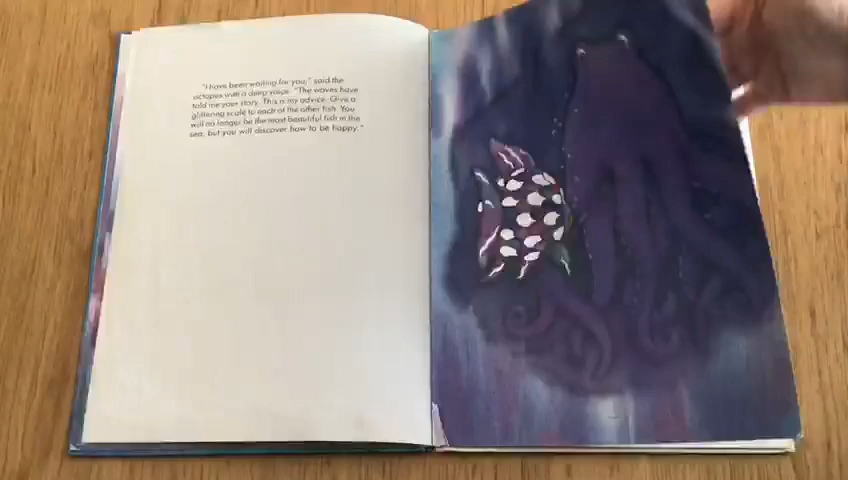 "I have been waiting for you," said the
octopus with a deep voice. "The waves have
told me your story. This is my advice. Give a
glittering scale to each of the other fish. You
will no longer be the most beautiful fish in the
sea, but you will discover how to be happy."